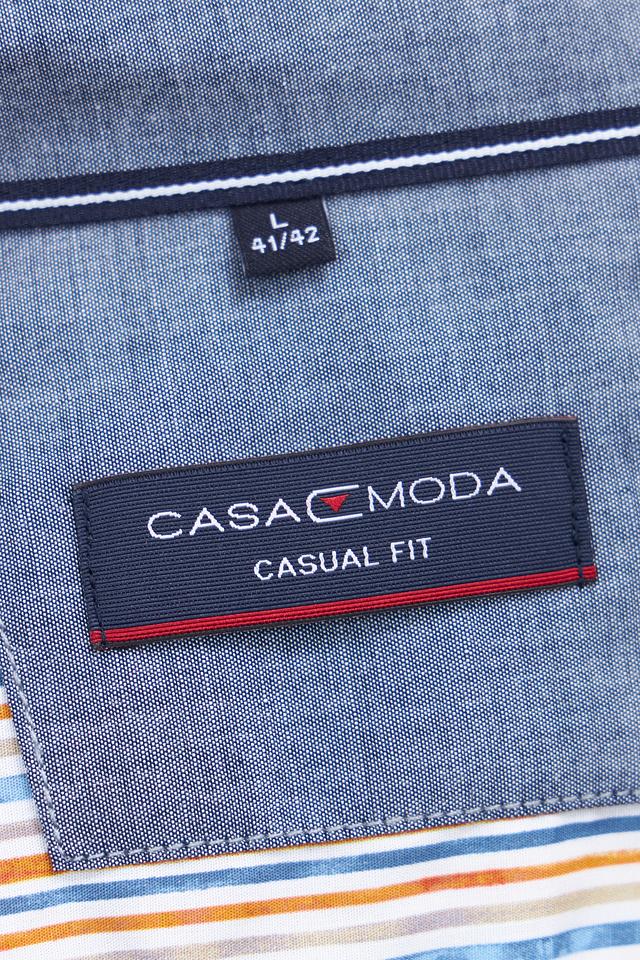 L
41/42
CASA MODA
CASUAL FIT